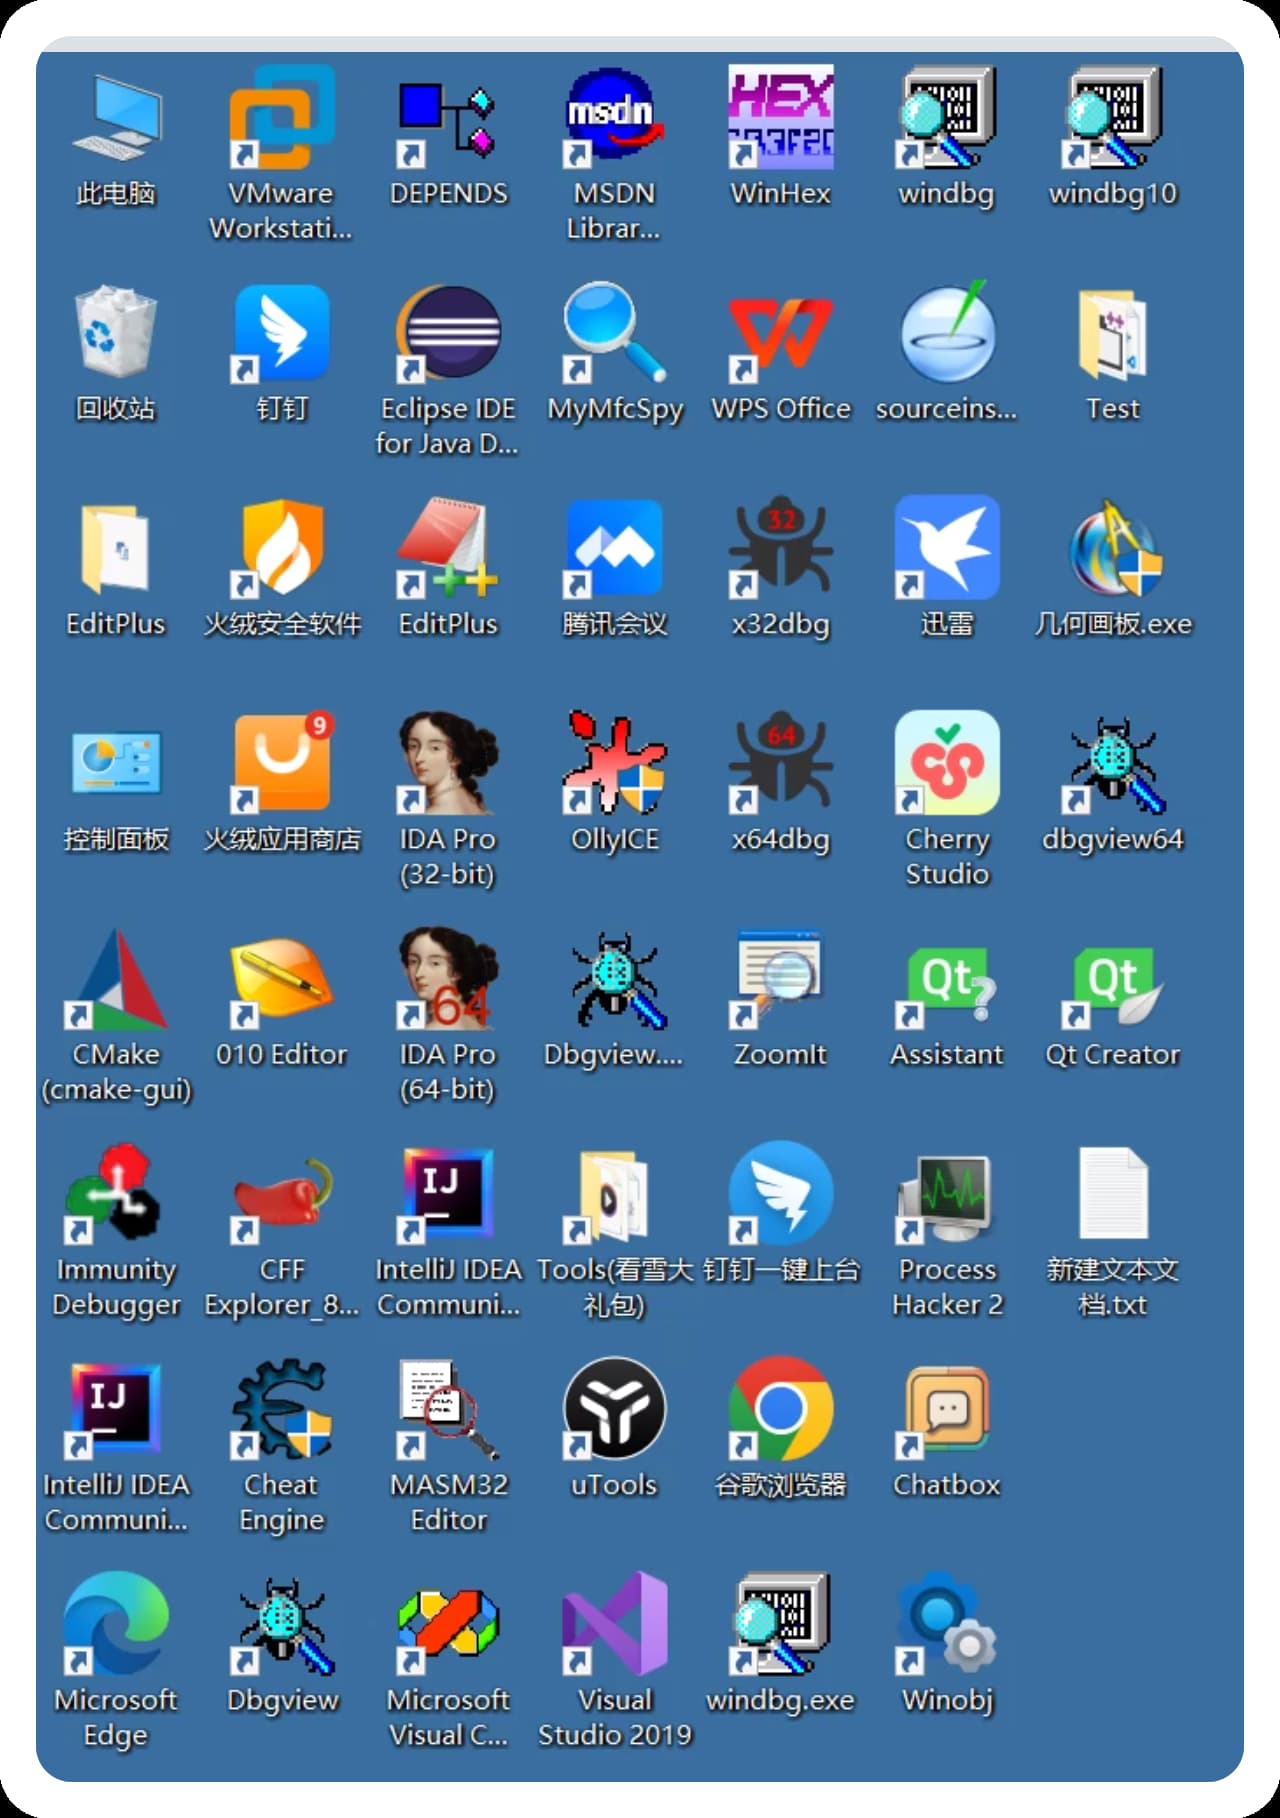 此电脑
VMware
Workstati...
DEPENDS
msdn
MSDN
Librar...
HEX
WinHex
windbg
windbg10
回收站
钉钉
Eclipse IDE
for Java D...
MyMfcSpy
WPS Office
sourceins...
Test
EditPlus
火绒安全软件
EditPlus
腾讯会议
32
x32dbg
迅雷
几何画板.exe
控制面板
9
火绒应用商店
IDA Pro
(32-bit)
OllyICE
64
x64dbg
Cherry
Studio
dbgview64
CMake
(cmake-gui)
010 Editor
64
IDA Pro
(64-bit)
Dbgview....
ZoomIt
Qt
Assistant
Qt
Qt Creator
Immunity
Debugger
CFF
Explorer_8...
IJ
IntelliJ IDEA
Communi...
Tools(看雪大
礼包)
钉钉一键上台
Process
Hacker 2
新建文本文
档.txt
IJ
IntelliJ IDEA
Communi...
Cheat
Engine
MASM32
Editor
uTools
谷歌浏览器
Chatbox
Microsoft
Edge
Dbgview
Microsoft
Visual C...
Visual
Studio 2019
windbg.exe
Winobj